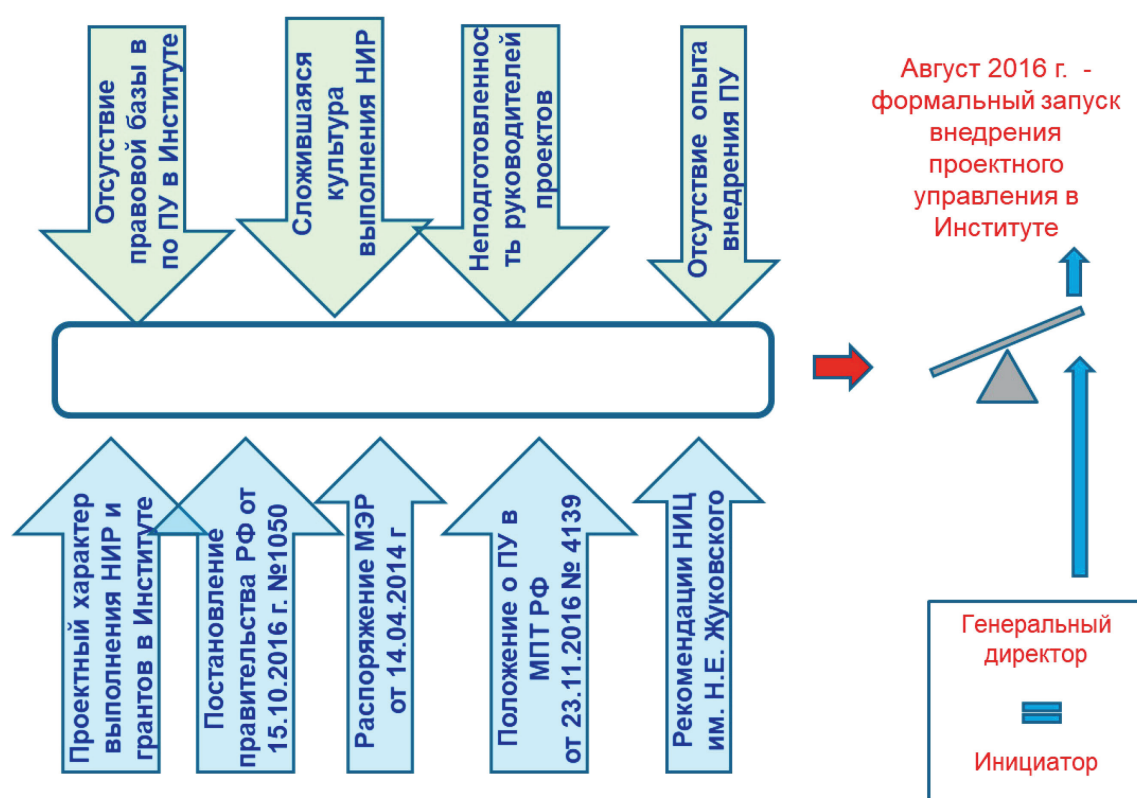 Отсутствие
правовой базы в
по ПУ в Институте
Сложившаяся
культура
выполнения НИР
Неподготовленнос
ть руководителей
проектов
Отсутствие опыта
внедрения ПУ
Август 2016 г. -
формальный запуск
внедрения
проектного
управления в
Институте
Проектный характер
выполнения НИР и
грантов в Институте
Постановление
правительства РФ от
15.10.2016 г. №1050
Распоряжение МЭР
от 14.04.2014 г
Положение о ПУ в
МПТ РФ
от 23.11.2016 № 4139
Рекомендации НИЦ
им. Н.Е. Жуковского
Генеральный
директор
Инициатор